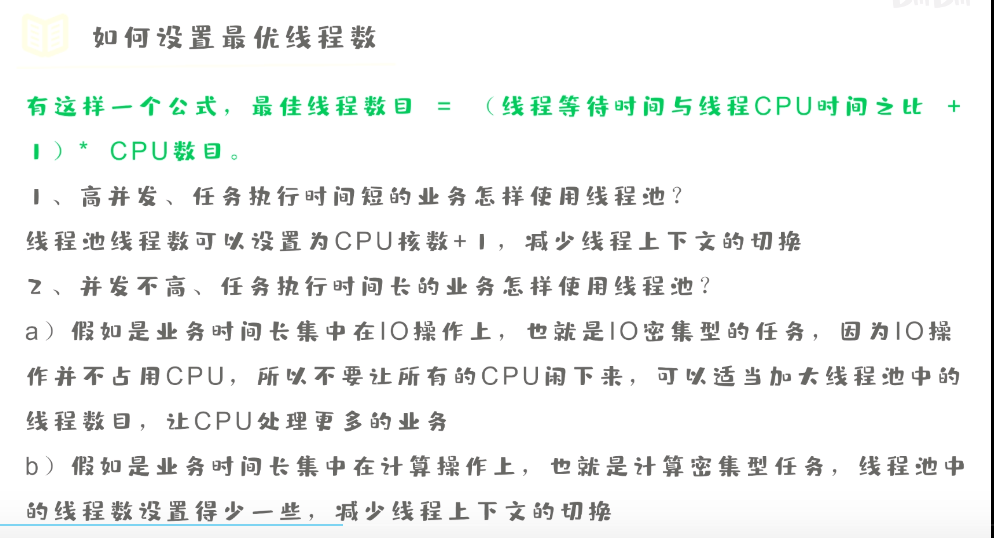 如何设置最优线程数
有这样一个公式，最佳线程数目 = （线程等待时间与线程CPU时间之比 +
1）* CPU数目。
1、高并发、任务执行时间短的业务怎样使用线程池？
线程池线程数可以设置为CPU核数+1，减少线程上下文的切换
2、并发不高、任务执行时间长的业务怎样使用线程池？
a）假如是业务时间长集中在IO操作上，也就是IO密集型的任务，因为IO操
作并不占用CPU，所以不要让所有的CPU闲下来，可以适当加大线程池中的
线程数目，让CPU处理更多的业务
b）假如是业务时间长集中在计算操作上，也就是计算密集型任务，线程池中
的线程数设置得少一些，减少线程上下文的切换